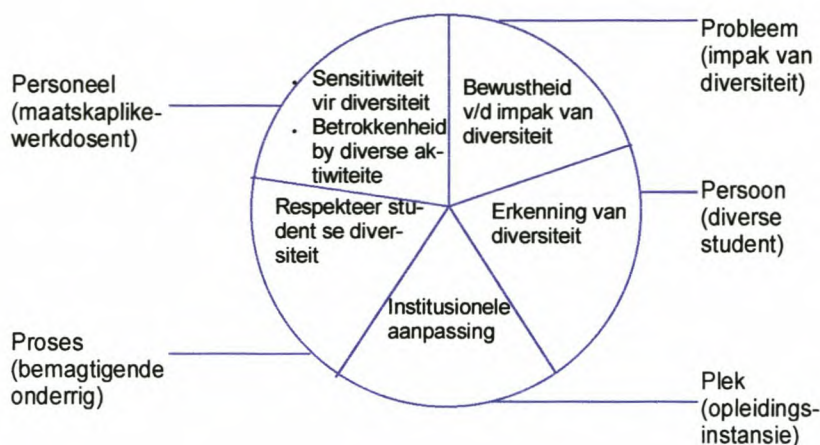 Probleem
(impak van
diversiteit)
Personeel
(maatskaplike-
werkdosent)
. Sensitiwiteit
vir diversiteit
• Betrokkenheid
by diverse ak-
tiwiteite
Bewustheid
v/d impak van
diversiteit
Persoon
(diverse
student)
Respekteer stu-
dent se diver-
siteit
Erkenning van
diversiteit
Institusionele
aanpassing
Proses
(bemagtigende
onderrig)
Plek
(opleidings-
instansie)